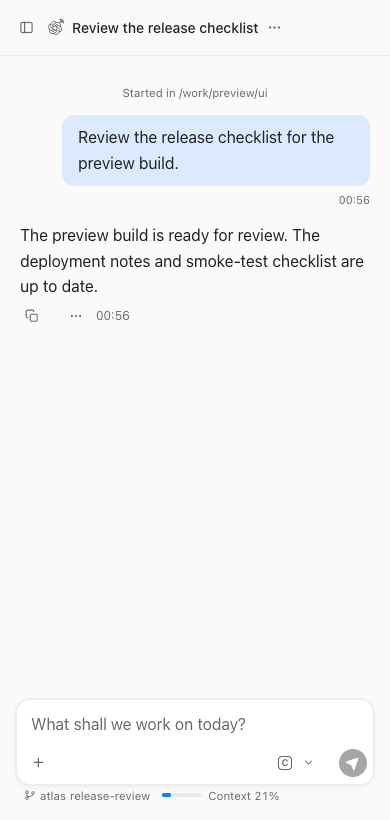 Review the release checklist
Started in /work/preview/ui
Review the release checklist for the
preview build.
00:56
The preview build is ready for review. The
deployment notes and smoke-test checklist are
up to date.
00:56
What shall we work on today?
C
atlas release-review Context 21%